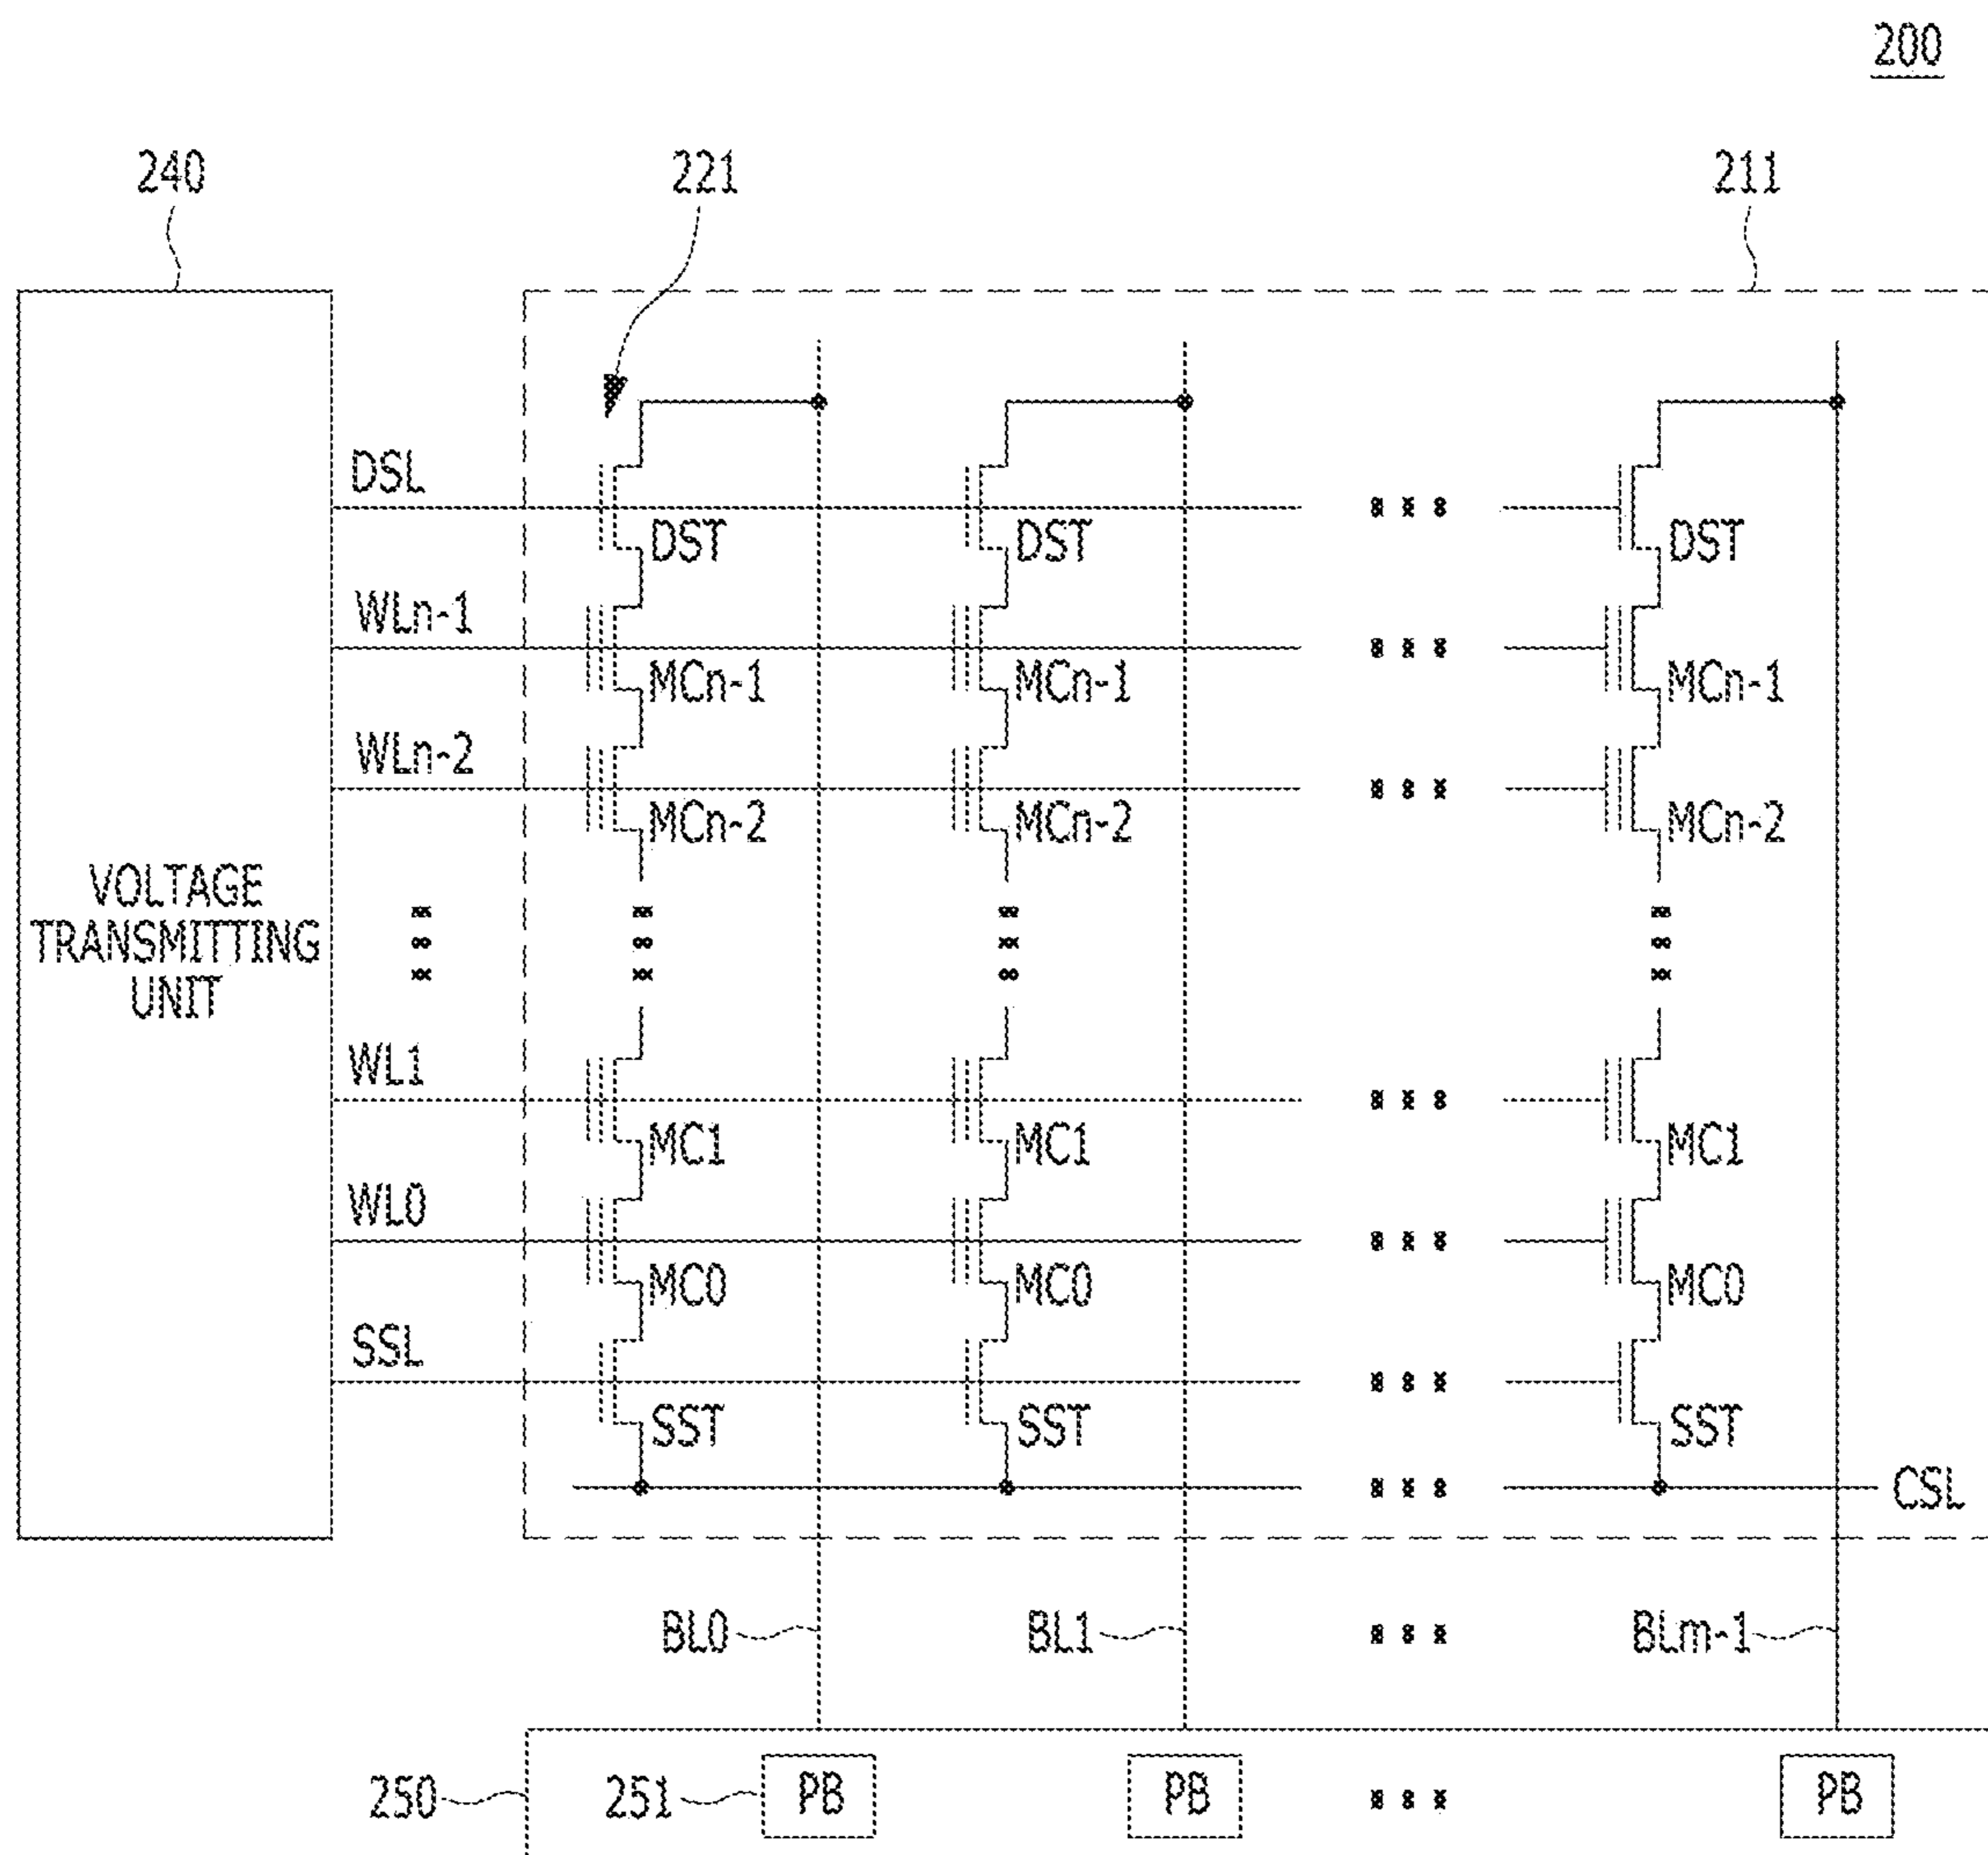 200
240 221 211
DSL
DST DST DST
WLn-1
MCn-1 MCn-1 MCn-1
WLn-2
MCn-2 MCn-2 MCn-2
VOLTAGE
TRANSMITTING
UNIT
WL1
MC1 MC1 MC1
WL0
MC0 MC0 MC0
SSL
SST SST SST
CSL
BL0 BL1 BLm-1
250 251 PB PB PB